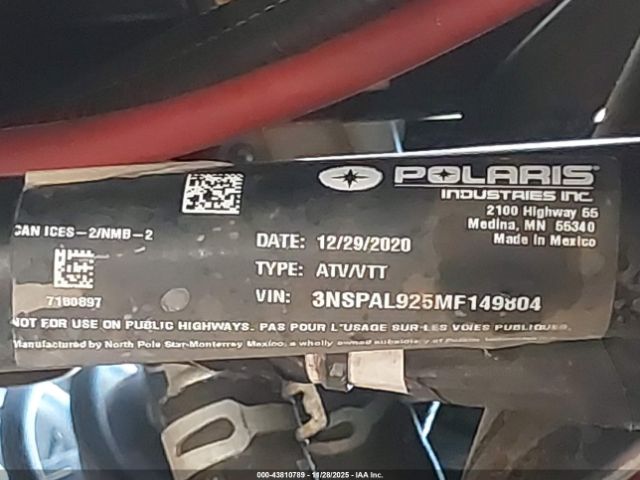 POLARIS
INDUSTRIES INC.
2100 Highway 55
Medina, MN 55340
Made in Mexico
CAN ICES-2/NMB-2
DATE: 12/29/2020
TYPE: ATV/VTT
7180897
VIN: 3NSPAL925MF149804
NOT FOR USE ON PUBLIC HIGHWAYS. PAS POUR L'USAGE SUR LES VOIES PUBLIQUES.
Manufactured by North Pole Star-Monterrey Mexico, a wholly owned subsidiary of Polaris
000-43810789 - 11/28/2025 - IAA Inc.